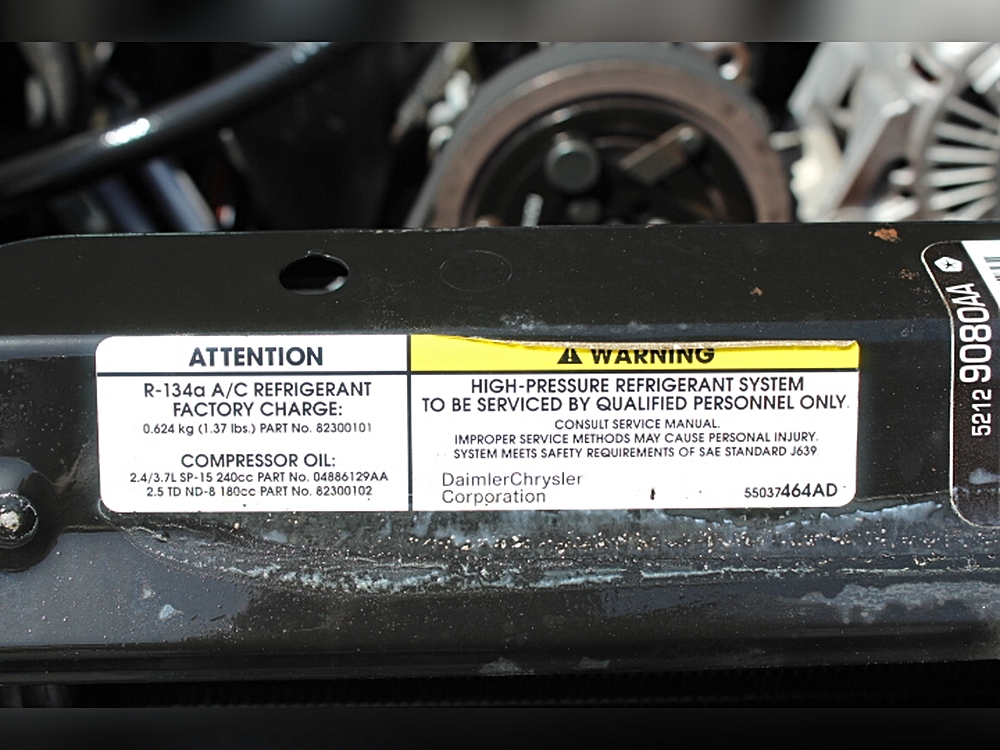 ATTENTION
R-134a A/C REFRIGERANT
FACTORY CHARGE:
0.624 kg (1.37 lbs.) PART No. 82300101
COMPRESSOR OIL:
2.4/3.7L SP-15 240cc PART No. 04886129AA
2.5 TD ND-8 180cc PART No. 82300102
WARNING
HIGH-PRESSURE REFRIGERANT SYSTEM
TO BE SERVICED BY QUALIFIED PERSONNEL ONLY.
CONSULT SERVICE MANUAL.
IMPROPER SERVICE METHODS MAY CAUSE PERSONAL INJURY.
SYSTEM MEETS SAFETY REQUIREMENTS OF SAE STANDARD J639
DaimlerChrysler
Corporation
55037464AD
52129080AA